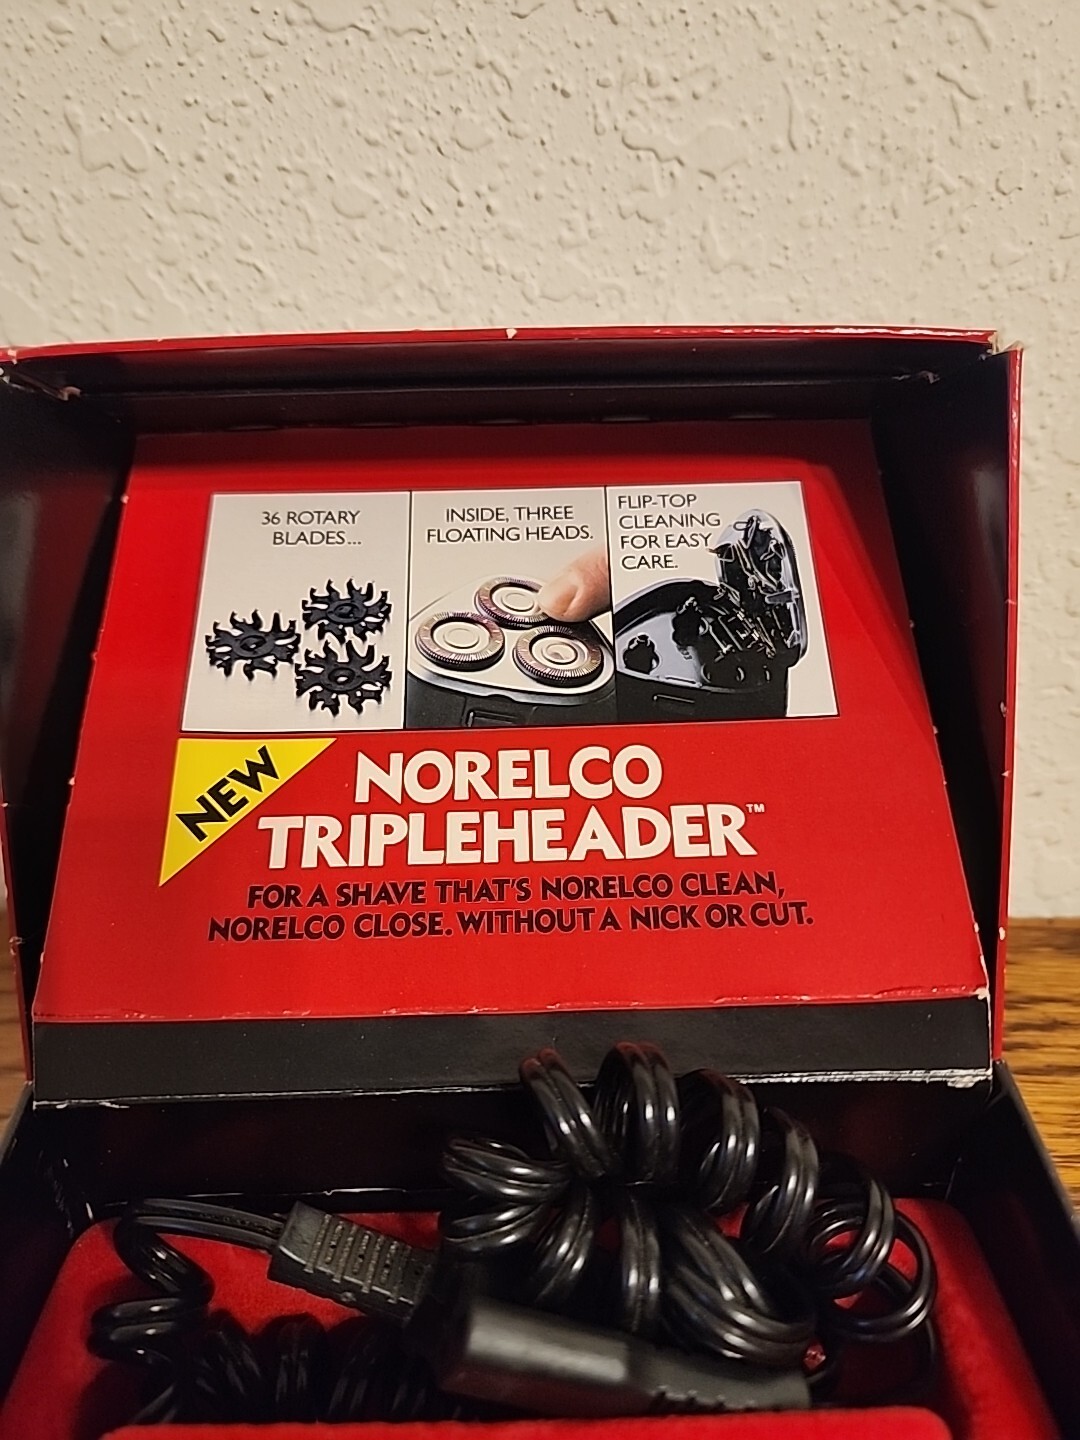 36 ROTARY
BLADES...
INSIDE, THREE
FLOATING HEADS.
FLIP-TOP
CLEANING
FOR EASY
CARE.
NEW
NORELCO
TRIPLEHEADER™
FOR A SHAVE THAT'S NORELCO CLEAN,
NORELCO CLOSE. WITHOUT A NICK OR CUT.